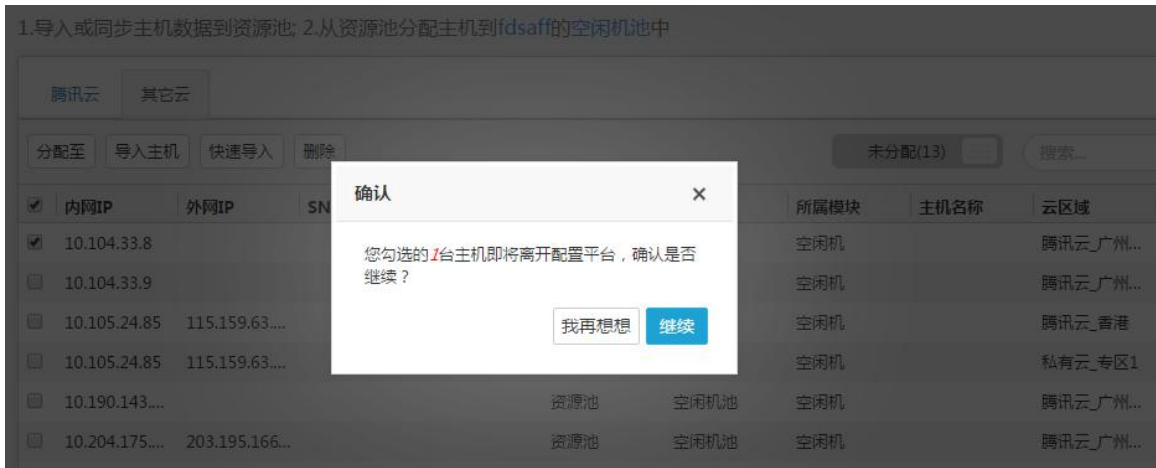 1.导入或同步主机数据到资源池; 2.从资源池分配主机到fdsaff的空闲机池中
腾讯云 其它云
分配至 导入主机 快速导入 删除 未分配(13) 搜索...
内网IP 外网IP SN 所属模块 主机名称 云区域
确认 ×
您勾选的1台主机即将离开配置平台，确认是否
继续？
我再想想 继续
10.104.33.8 空闲机 腾讯云_广州...
10.104.33.9 空闲机 腾讯云_广州...
10.105.24.85 115.159.63.... 空闲机 腾讯云_香港
10.105.24.85 115.159.63.... 空闲机 私有云_专区1
10.190.143.... 资源池 空闲机池 空闲机 腾讯云_广州...
10.204.175.... 203.195.166... 资源池 空闲机池 空闲机 腾讯云_广州...